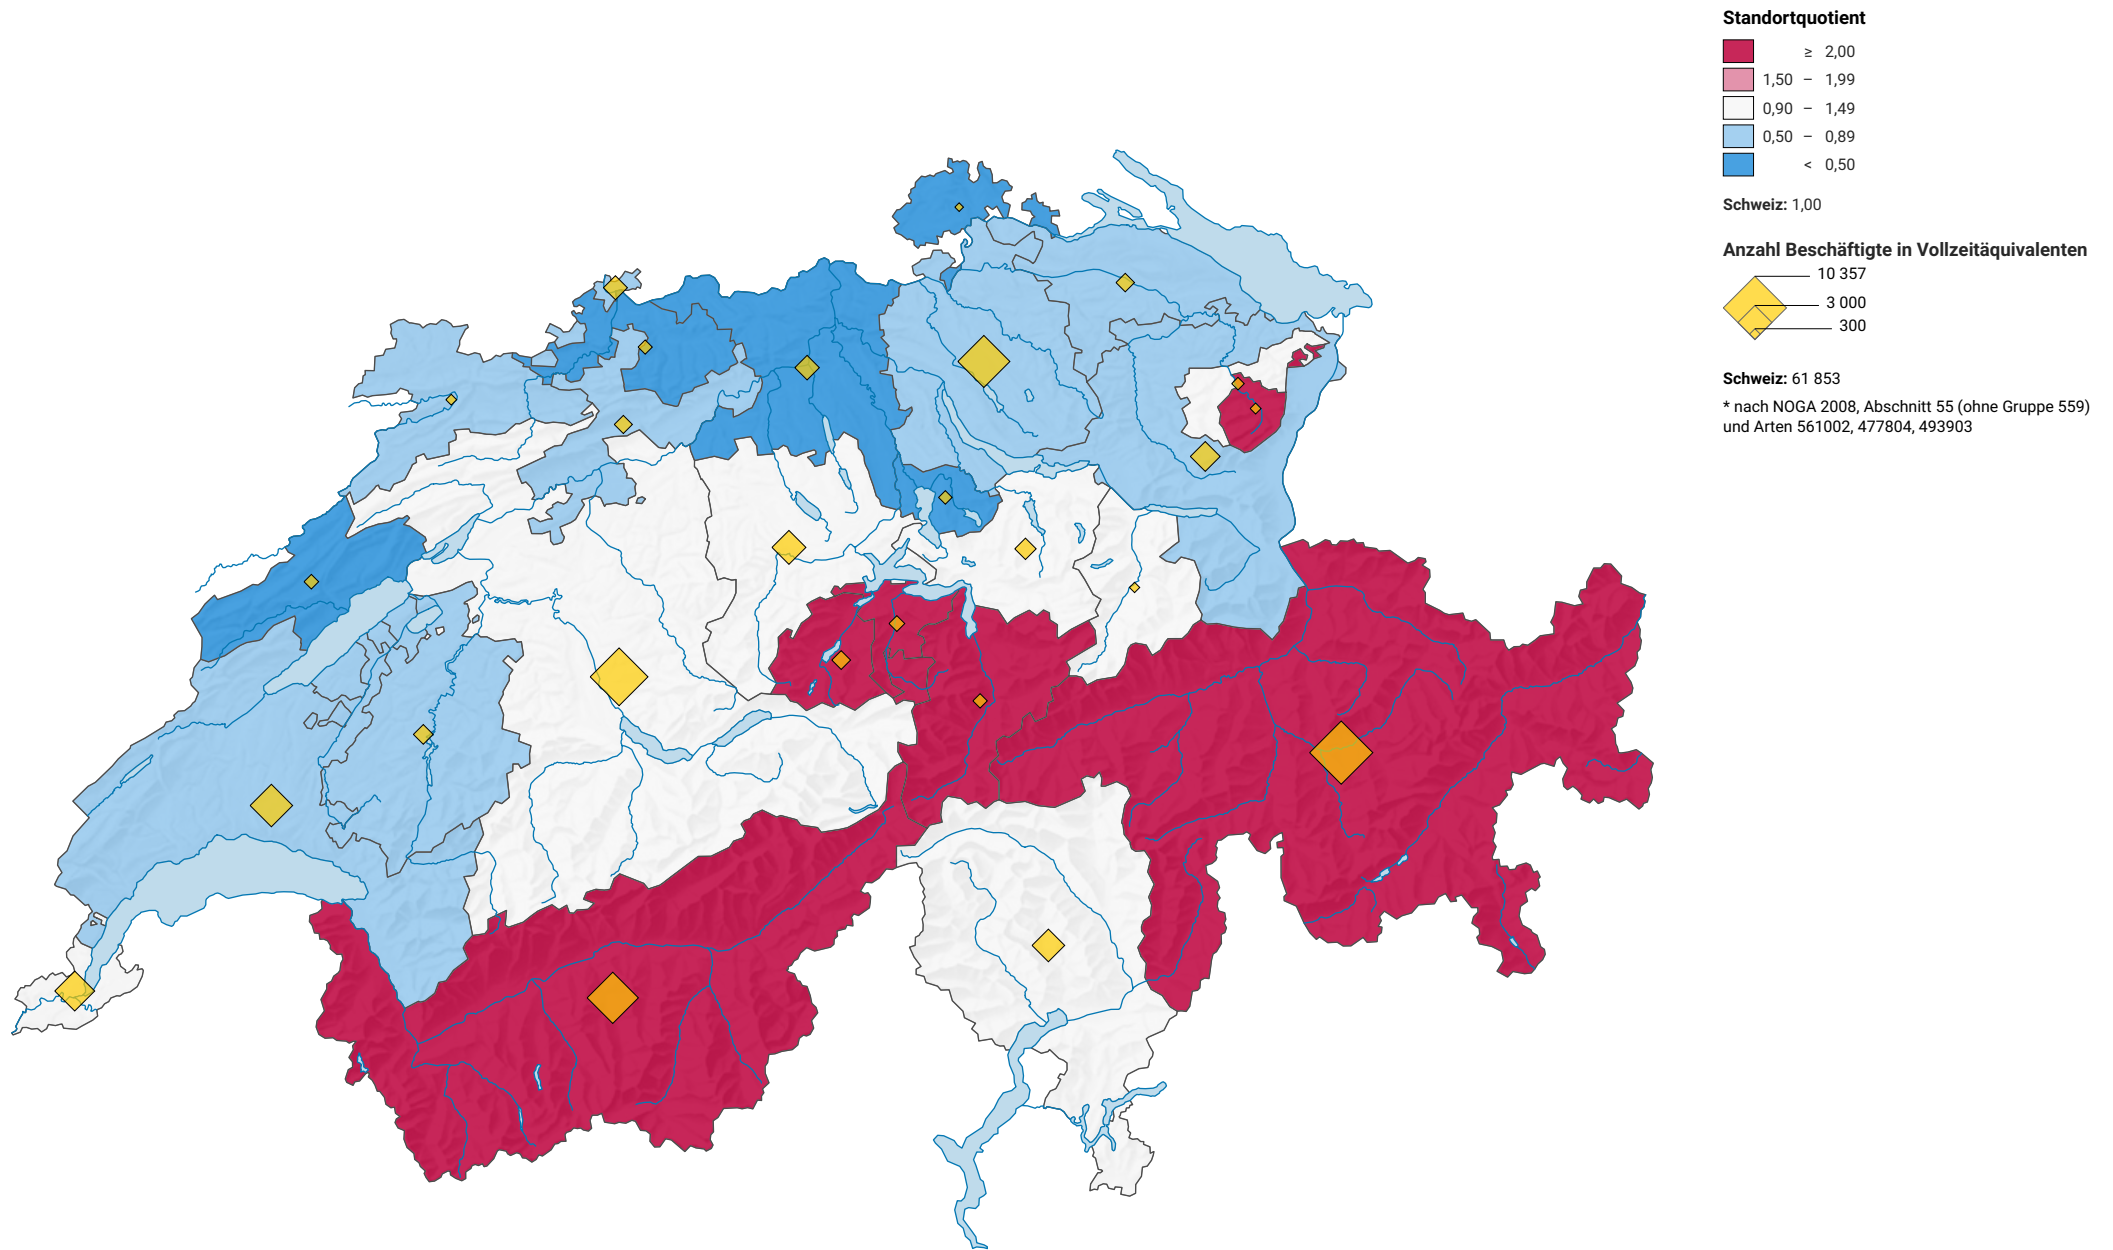 Standortquotient
≥ 2,00
1,50 – 1,99
0,90 – 1,49
0,50 – 0,89
< 0,50
Schweiz: 1,00
Anzahl Beschäftigte in Vollzeitäquivalenten
10 357
3 000
300
Schweiz: 61 853
* nach NOGA 2008, Abschnitt 55 (ohne Gruppe 559)
und Arten 561002, 477804, 493903